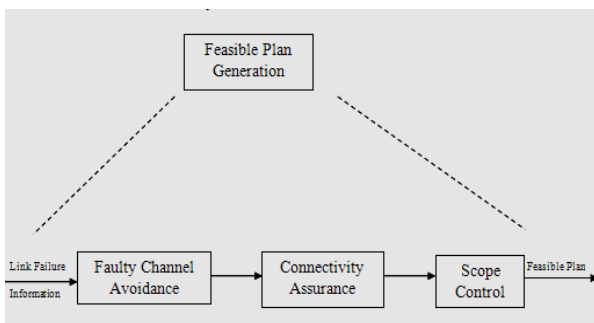 Feasible Plan
Generation
Link Failure
Information
Faulty Channel
Avoidance
Connectivity
Assurance
Scope
Control
Feasible Plan